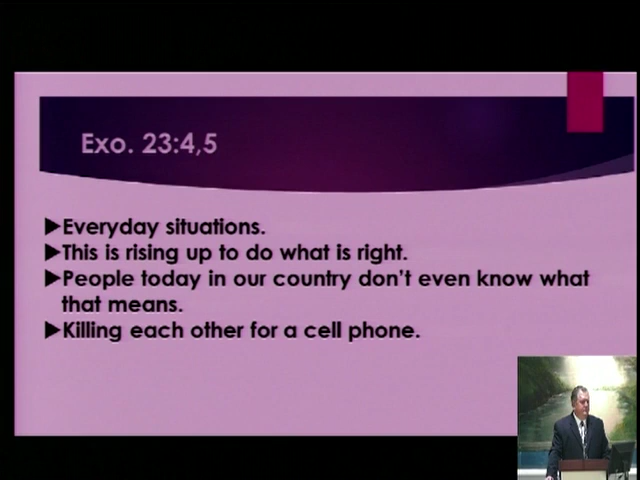 Exo. 23:4,5
▶Everyday situations.
▶This is rising up to do what is right.
▶People today in our country don't even know what
that means.
▶Killing each other for a cell phone.